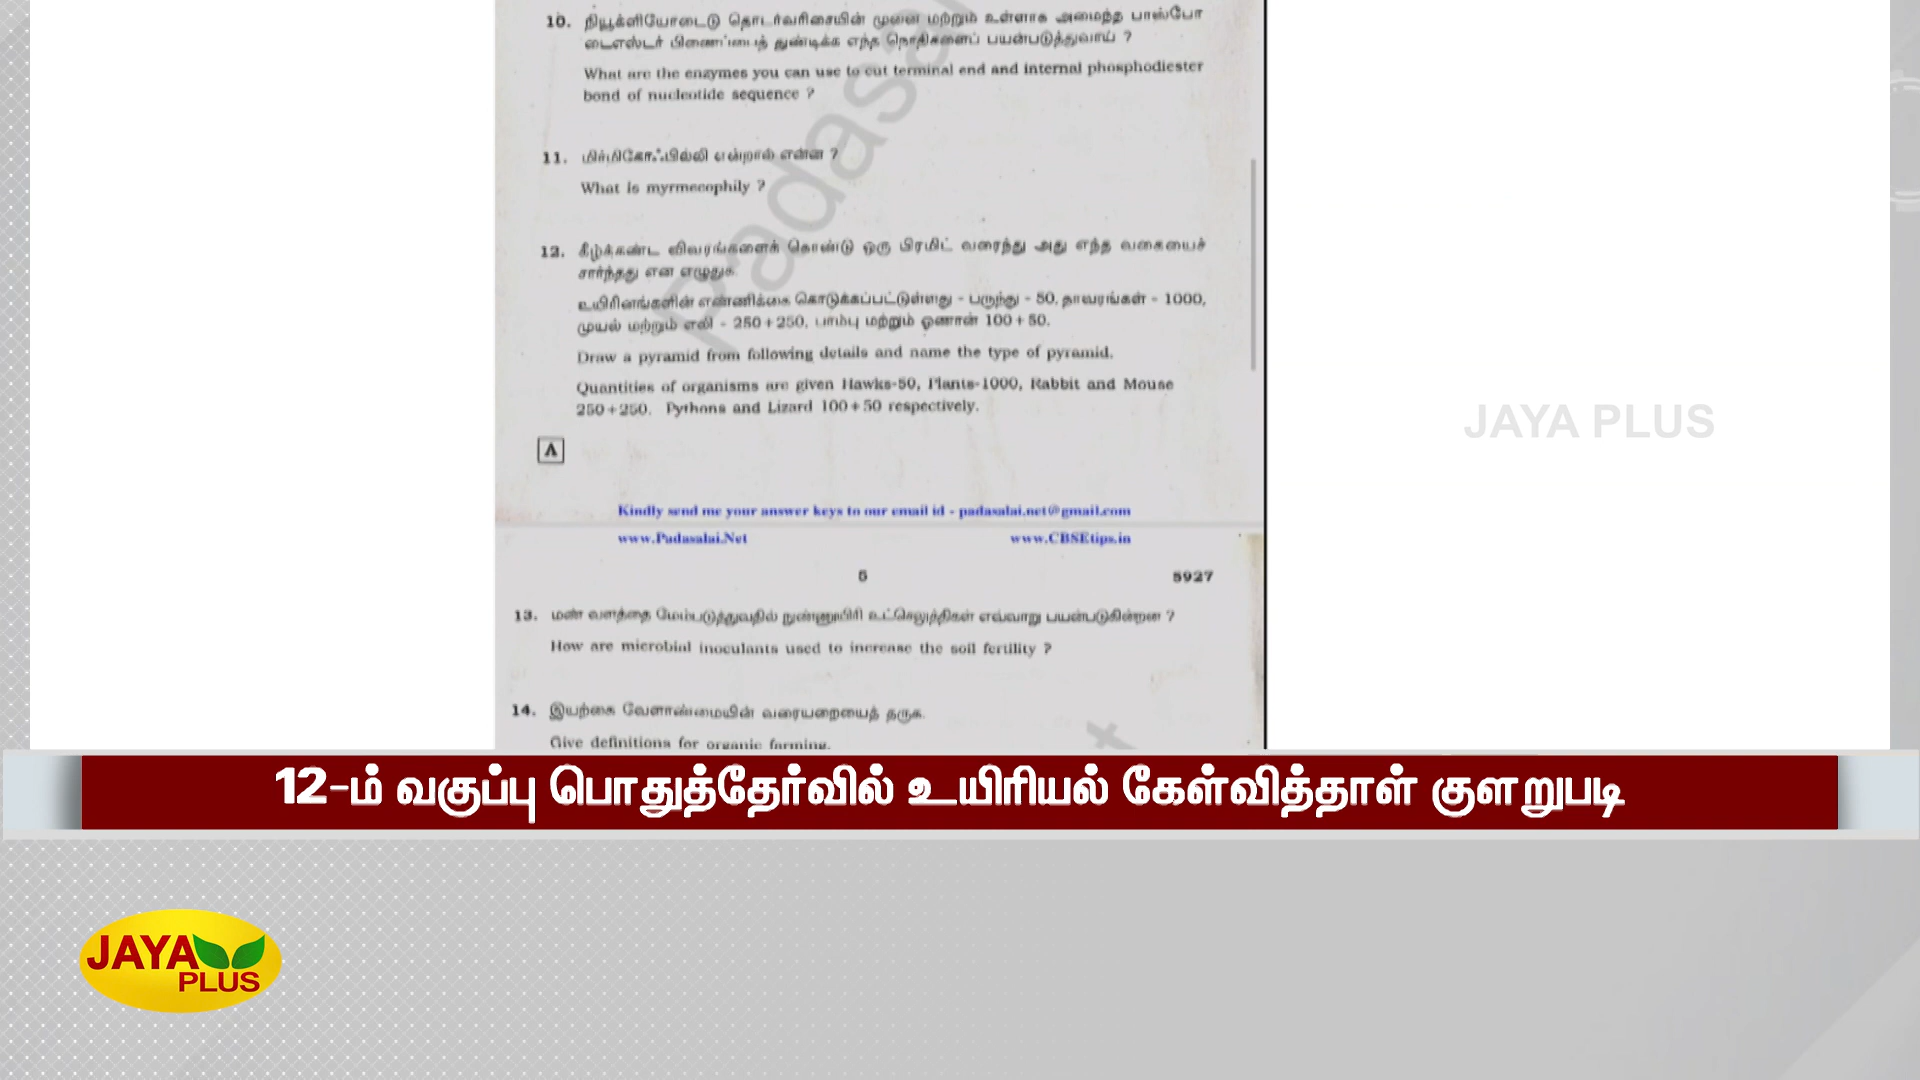 10. நியூக்ளியோடைடு தொடர்வரிசையின் முனை மற்றும் உள்ளாக அமைந்த பாஸ்போ
டைஎஸ்டர் பிணைப்பைத் துண்டிக்க எந்த நொதிகளைப் பயன்படுத்துவாய் ?
What are the enzymes you can use to cut terminal end and internal phosphodiester
bond of nucleotide sequence ?
11. மிர்மிகோஃபில்லி என்றால் என்ன ?
What is myrmecophily ?
12. கீழ்க்கண்ட விவரங்களைக் கொண்டு ஒரு பிரமிட் வரைந்து அது எந்த வகையைச்
சார்ந்தது என எழுதுக.
உயிரினங்களின் எண்ணிக்கை கொடுக்கப்பட்டுள்ளது - பருந்து - 50, தாவரங்கள் - 1000,
முயல் மற்றும் எலி - 250 + 250, பாம்பு மற்றும் ஓணான் 100 + 50.
Draw a pyramid from following details and name the type of pyramid.
Quantities of organisms are given Hawks-50, Plants-1000, Rabbit and Mouse
250 + 250. Pythons and Lizard 100 + 50 respectively.
JAYA PLUS
A
Kindly send me your answer keys to our email id - padasalai.net@gmail.com
www.Padasalai.Net www.CBSEtips.in
5 5927
13. மண் வளத்தை மேம்படுத்துவதில் நுண்ணுயிரி உட்செலுத்திகள் எவ்வாறு பயன்படுகின்றன ?
How are microbial inoculants used to increase the soil fertility ?
14. இயற்கை வேளாண்மையின் வரையறையைத் தருக.
Give definitions for organic farming.
12-ம் வகுப்பு பொதுத்தேர்வில் உயிரியல் கேள்வித்தாள் குளறுபடி
JAYA
PLUS